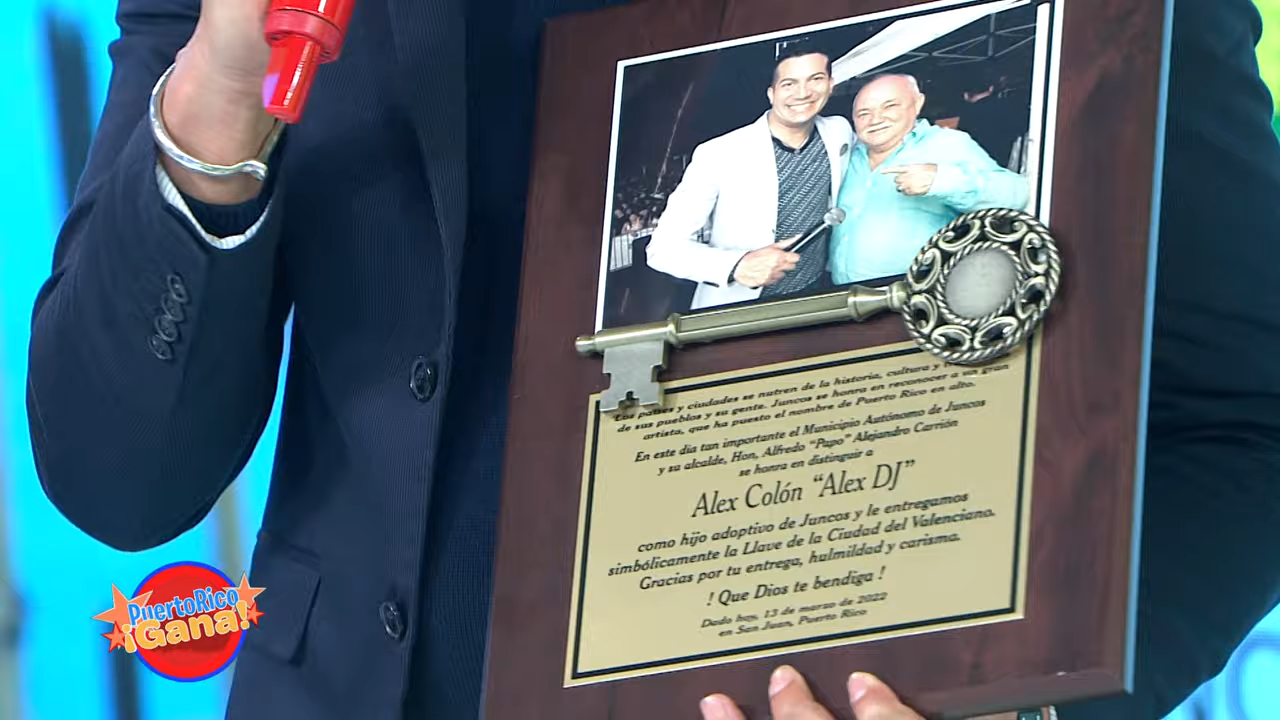 Los países y ciudades se nutren de la historia, cultura y
de sus pueblos y su gente. Juncos se honra en reconocer a un gran
artista, que ha puesto el nombre de Puerto Rico en alto.
En este dia tan importante el Municipio Autónomo de Juncos
y su alcalde, Hon, Alfredo "Papo" Alejandro Carrión
se honra en distinguir a
Alex Colón "Alex DJ"
como hijo adoptivo de Juncos y le entregamos
simbólicamente la Llave de la Ciudad del Valenciano.
Gracias por tu entrega, hulmildad y carisma.
! Que Dios te bendiga !
Dado hoy, 13 de marzo de 2022
en San Juan, Puerto Rico
PuertoRico
¡Gana!